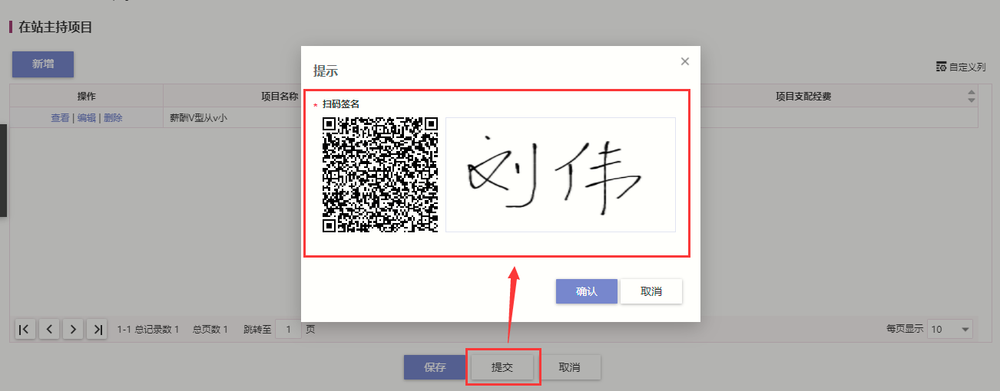 在站主持项目
新增
自定义列
操作 项目名称 项目支配经费
查看 | 编辑 | 删除 薪酬V型从v小
提示
* 扫码签名
刘伟
确认 取消
1-1 总记录数 1 总页数 1 跳转至 1 页 每页显示 10
保存 提交 取消